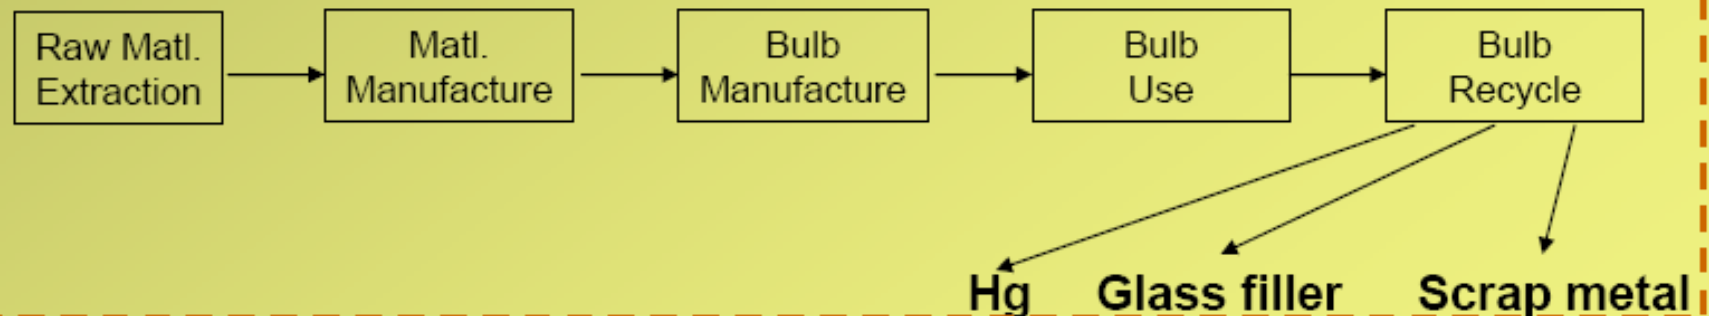 Raw Matl.
Extraction
Matl.
Manufacture
Bulb
Manufacture
Bulb
Use
Bulb
Recycle
Hg
Glass filler
Scrap metal